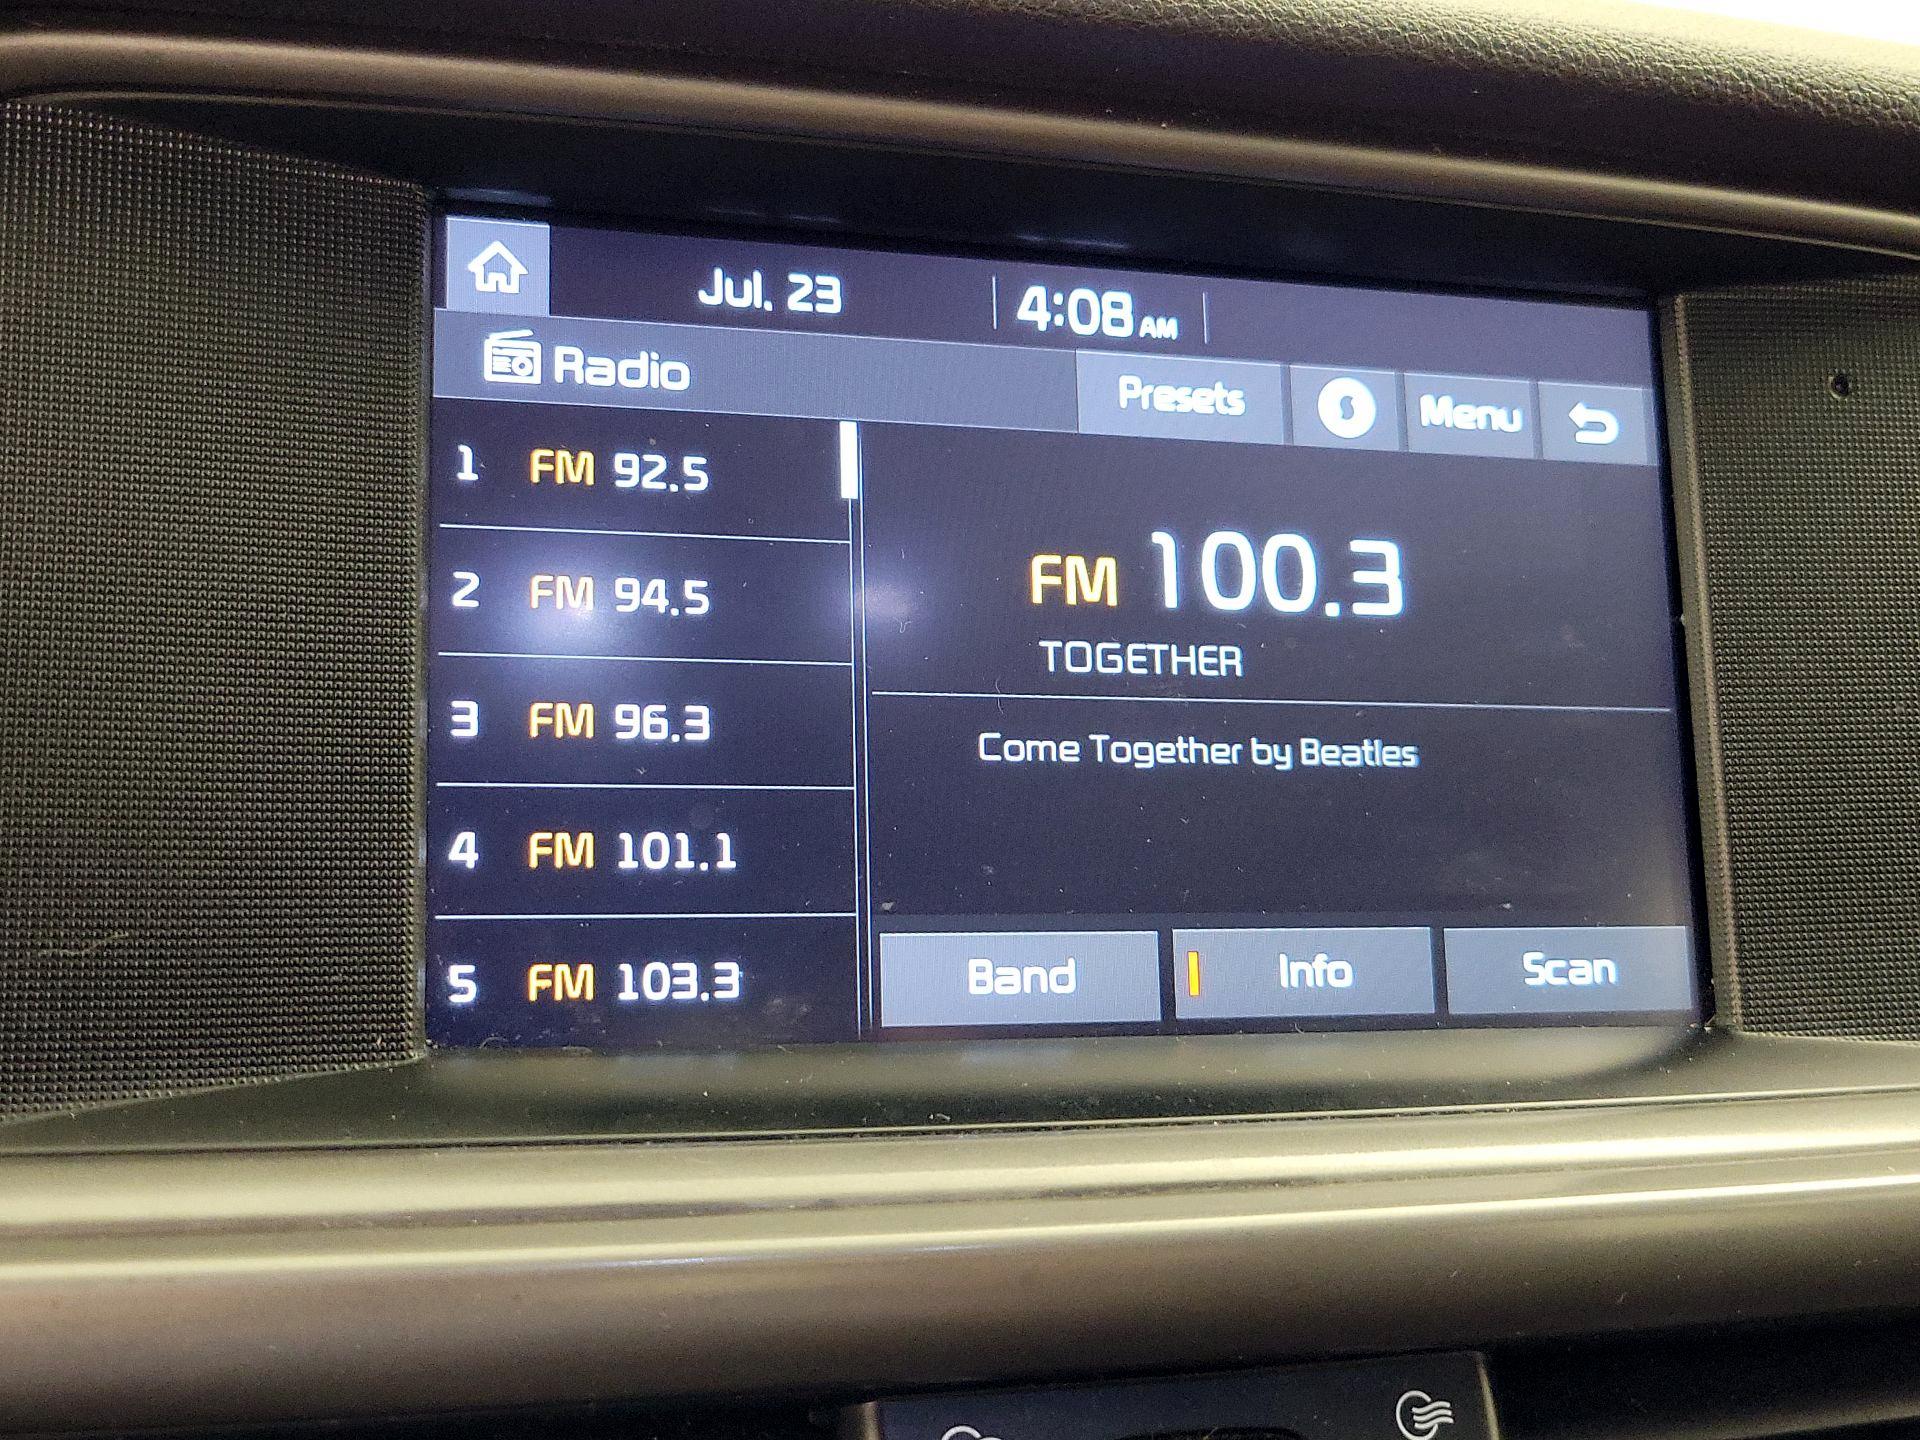 Jul. 23 4:08 AM
Radio Presets Menu
1 FM 92.5
2 FM 94.5
3 FM 96.3
4 FM 101.1
5 FM 103.3
FM 100.3
TOGETHER
Come Together by Beatles
Band Info Scan